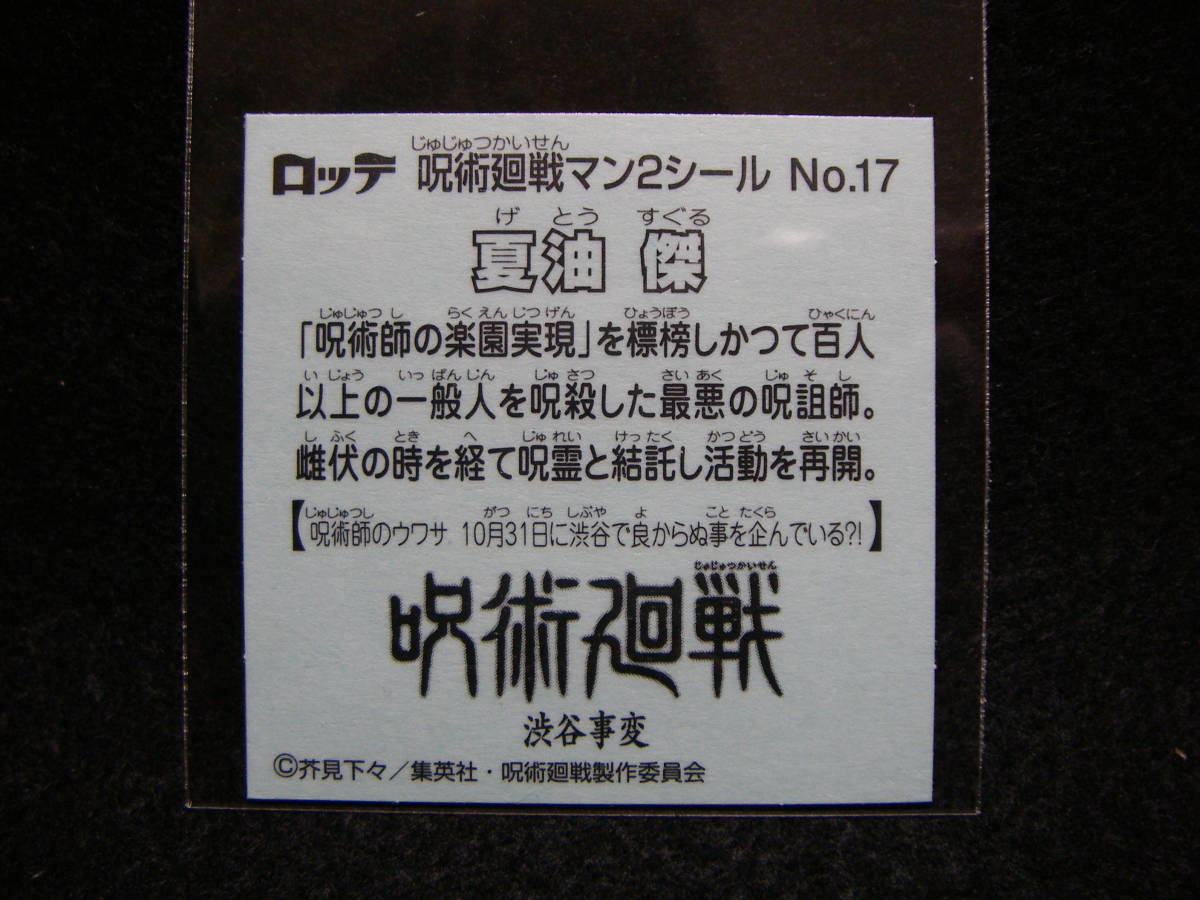 じゅじゅつかいせん
ロッテ 呪術廻戦マン2シール No.17
げ とう すぐる
夏油 傑
じゅじゅつ し らく えん じつ げん ひょうぼう ひゃくにん
「呪術師の楽園実現」を標榜しかつて百人
い じょう いっ ぱんじん じゅ さつ さい あく じゅ そ し
以上の一般人を呪殺した最悪の呪詛師。
し ふく とき へ じゅ れい けっ たく かつ どう さい かい
雌伏の時を経て呪霊と結託し活動を再開。
じゅじゅつし がつ にち しぶや よ こと たくら
【呪術師のウワサ 10月31日に渋谷で良からぬ事を企んでいる?!】
じゅじゅつかいせん
呪術廻戦
渋谷事変
©芥見下々/集英社・呪術廻戦製作委員会